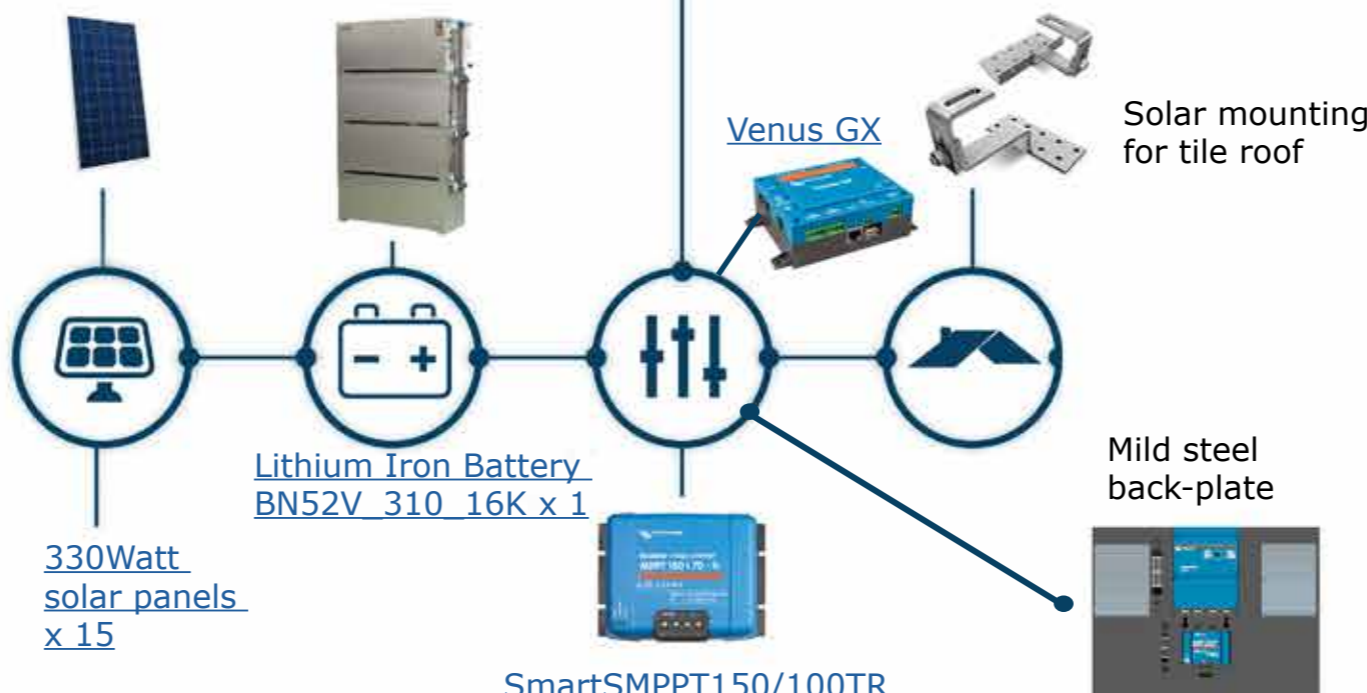 Venus GX
Solar mounting
for tile roof
Lithium Iron Battery
BN52V_310_16K x 1
Mild steel
back-plate
330Watt
solar panels
x 15
SmartSMPPT150/100TR